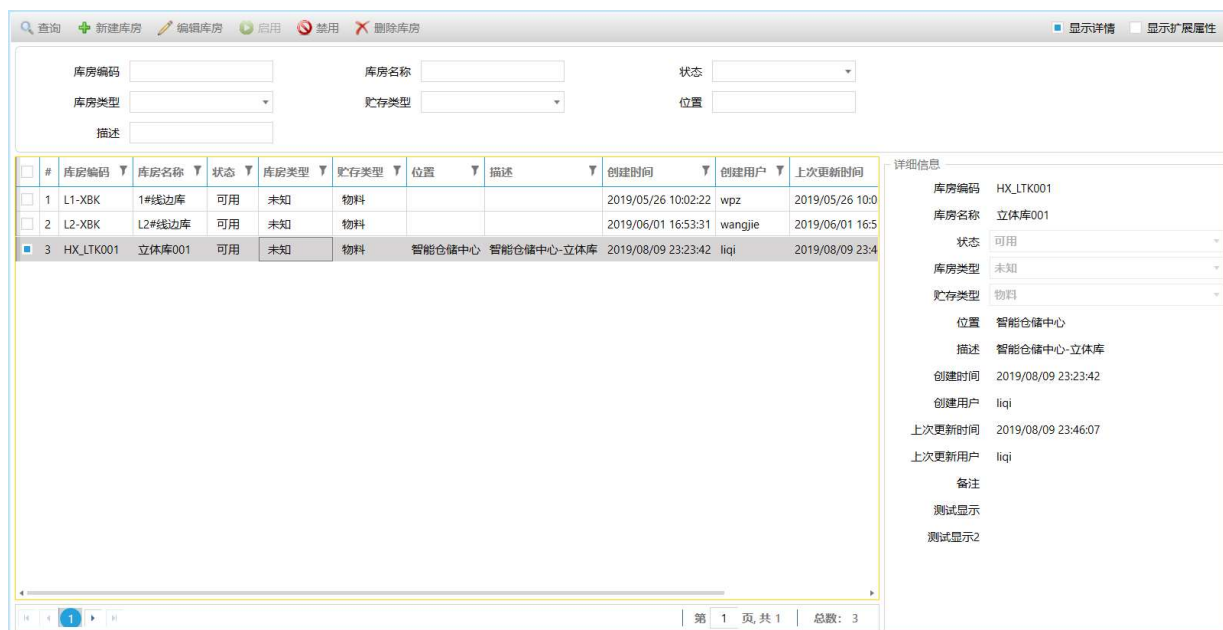 查询 新建库房 编辑库房 启用 禁用 删除库房 显示详情 显示扩展属性
库房编码 库房名称 状态
库房类型 贮存类型 位置
描述
# 库房编码 库房名称 状态 库房类型 贮存类型 位置 描述 创建时间 创建用户 上次更新时间
1 L1-XBK 1#线边库 可用 未知 物料 2019/05/26 10:02:22 wpz 2019/05/26 10:0
2 L2-XBK L2#线边库 可用 未知 物料 2019/06/01 16:53:31 wangjie 2019/06/01 16:5
3 HX_LTK001 立体库001 可用 未知 物料 智能仓储中心 智能仓储中心-立体库 2019/08/09 23:23:42 liqi 2019/08/09 23:4
详细信息
库房编码 HX_LTK001
库房名称 立体库001
状态 可用
库房类型 未知
贮存类型 物料
位置 智能仓储中心
描述 智能仓储中心-立体库
创建时间 2019/08/09 23:23:42
创建用户 liqi
上次更新时间 2019/08/09 23:46:07
上次更新用户 liqi
备注
测试显示
测试显示2
1 第 1 页,共 1 总数: 3